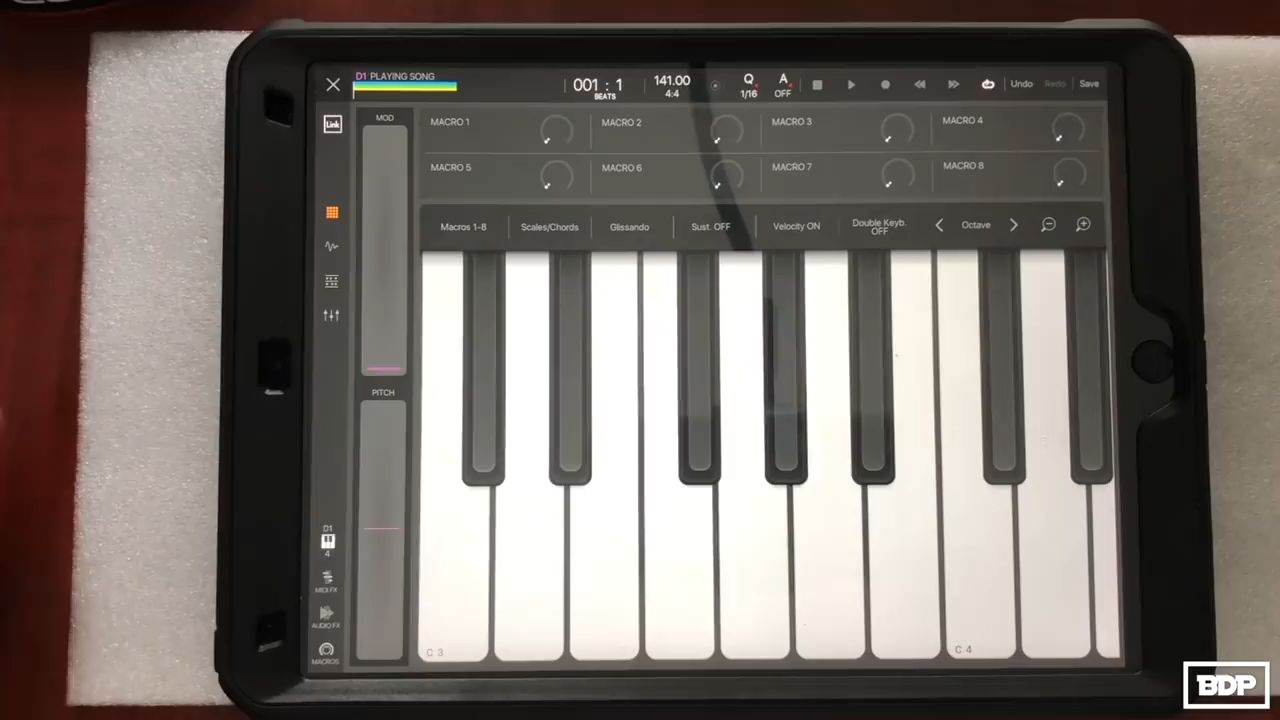 D1 PLAYING SONG
001 : 1
BEATS
141.00
4:4
Q
1/16
A
OFF
Undo
Redo
Save
Link
MOD
MACRO 1
MACRO 2
MACRO 3
MACRO 4
MACRO 5
MACRO 6
MACRO 7
MACRO 8
Macros 1-8
Scales/Chords
Glissando
Sust. OFF
Velocity ON
Double Keyb.
OFF
Octave
PITCH
D1
4
MIDI FX
AUDIO FX
MACROS
C 3
C 4
BDP